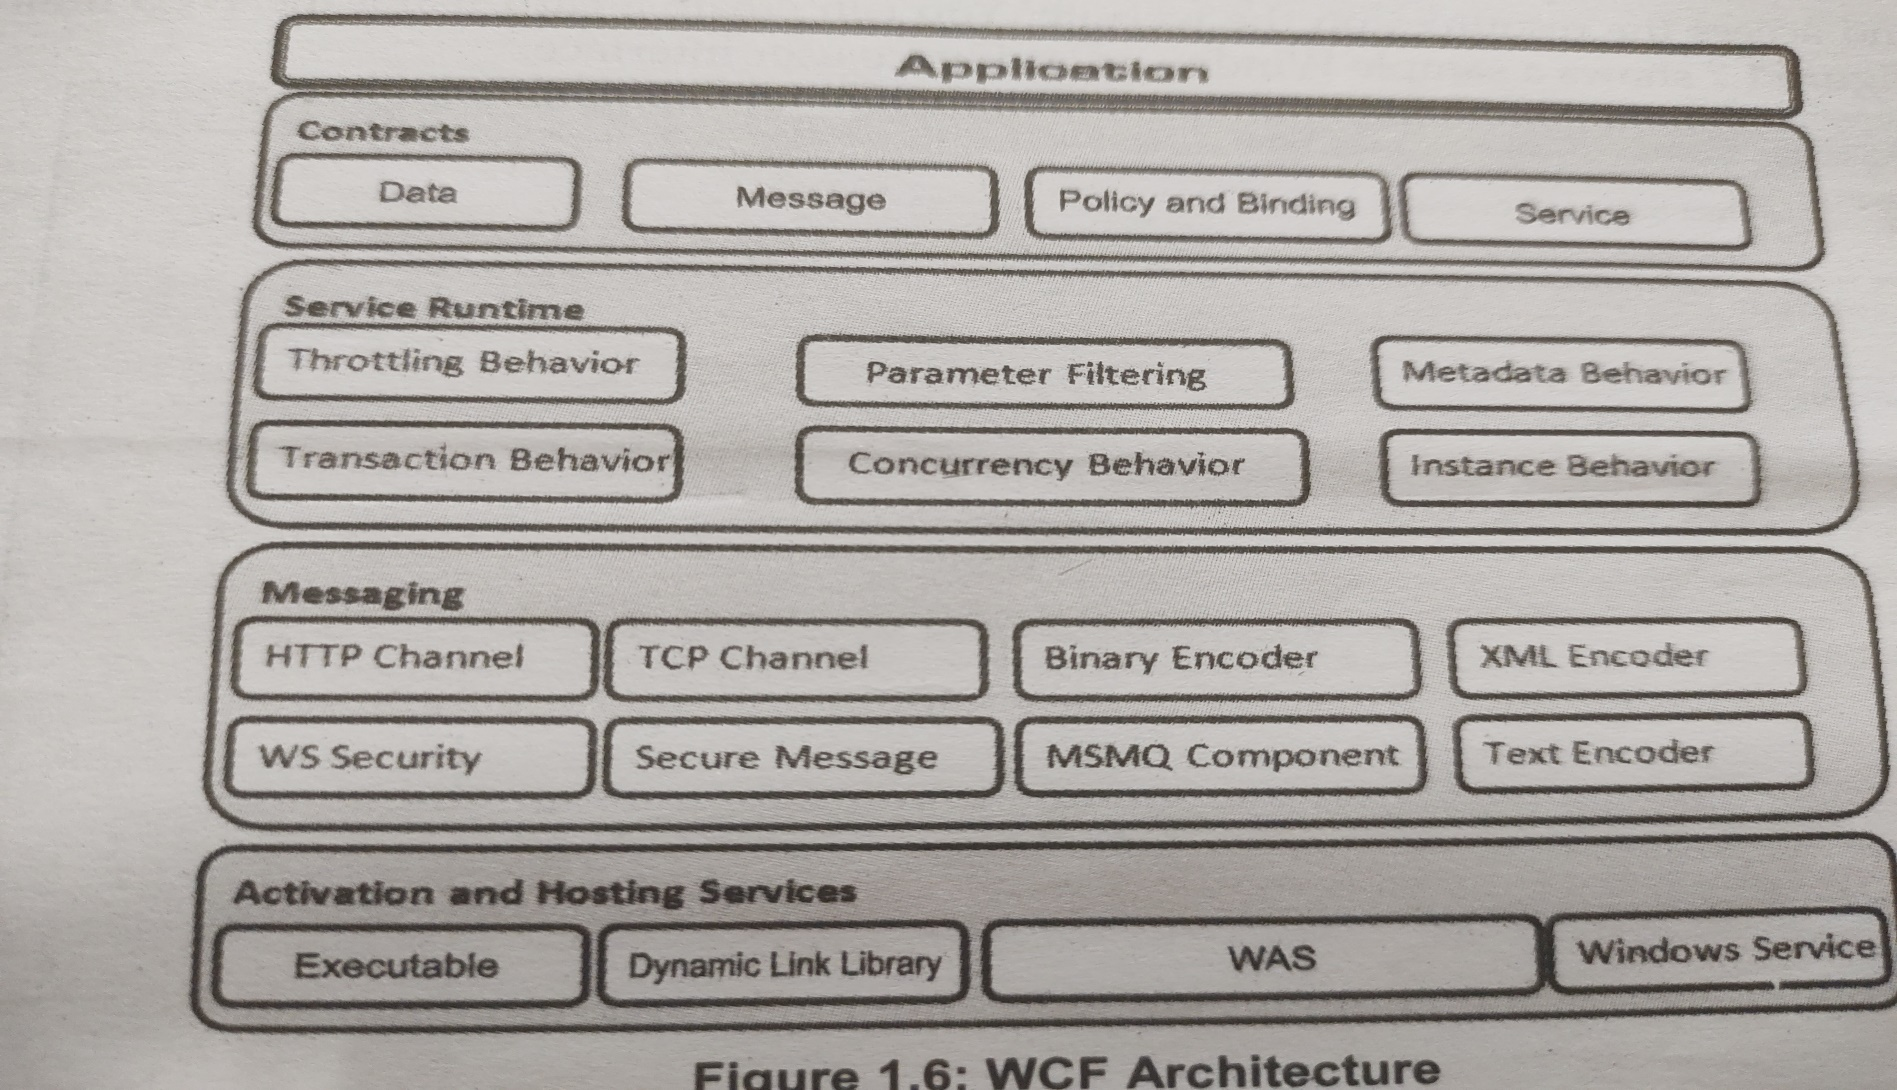 Application
Contracts
Data Message Policy and Binding Service
Service Runtime
Throttling Behavior Parameter Filtering Metadata Behavior
Transaction Behavior Concurrency Behavior Instance Behavior
Messaging
HTTP Channel TCP Channel Binary Encoder XML Encoder
WS Security Secure Message MSMQ Component Text Encoder
Activation and Hosting Services
Executable Dynamic Link Library WAS Windows Service
Figure 1.6: WCF Architecture